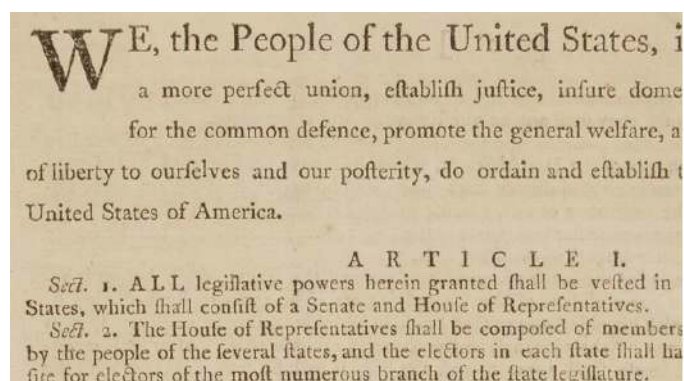 WE, the People of the United States, i
a more perfect union, eſtabliſh juſtice, inſure dome
for the common defence, promote the general welfare, a
of liberty to ourſelves and our poſterity, do ordain and eſtabliſh t
United States of America.
ARTICLE I.
Sect. 1. ALL legiſlative powers herein granted ſhall be veſted in
States, which ſhall conſiſt of a Senate and Houſe of Repreſentatives.
Sect. 2. The Houſe of Repreſentatives ſhall be compoſed of members
by the people of the ſeveral ſtates, and the electors in each ſtate ſhall ha
ſite for electors of the moſt numerous branch of the ſtate legiſlature.